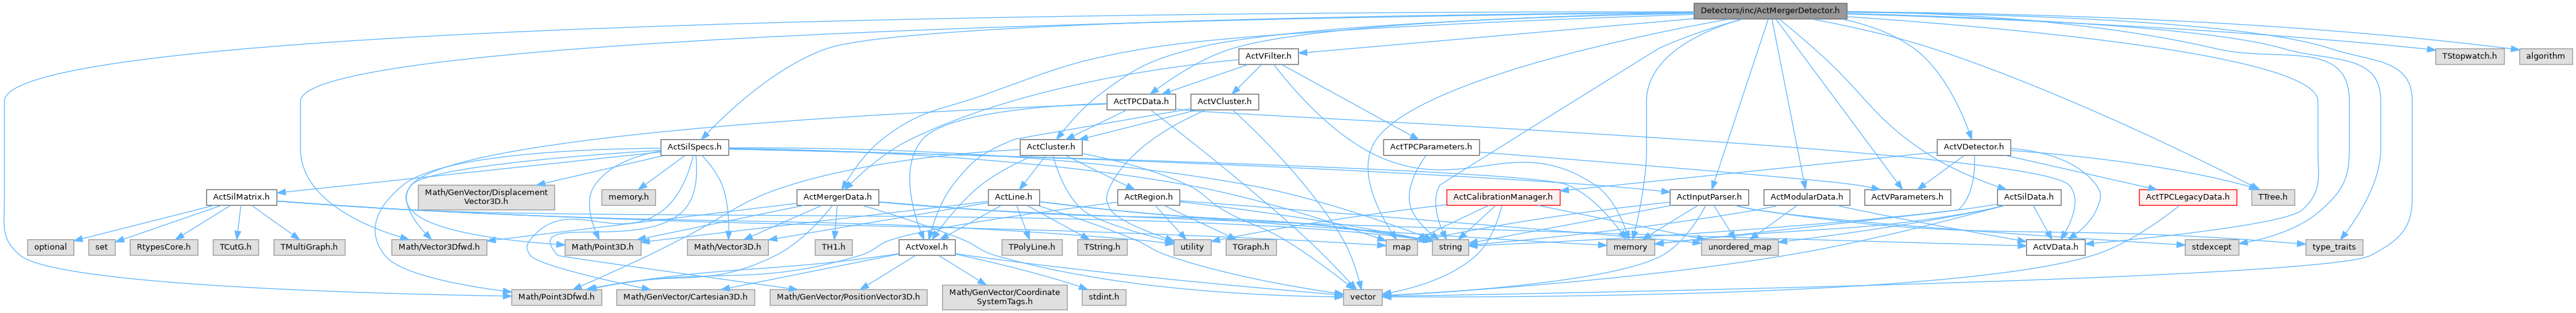 Detectors/inc/ActMergerDetector.h
ActVFilter.h
TStopwatch.h
algorithm
ActTPCData.h
ActVCluster.h
ActSilSpecs.h
ActCluster.h
ActTPCParameters.h
ActVDetector.h
ActSilMatrix.h
Math/GenVector/Displacement
Vector3D.h
memory.h
ActMergerData.h
ActLine.h
ActRegion.h
ActCalibrationManager.h
ActInputParser.h
ActModularData.h
ActVParameters.h
ActSilData.h
ActTPCLegacyData.h
TTree.h
optional
set
RtypesCore.h
TCutG.h
TMultiGraph.h
Math/Vector3Dfwd.h
Math/Point3D.h
Math/Vector3D.h
TH1.h
ActVoxel.h
TPolyLine.h
TString.h
utility
TGraph.h
map
string
memory
unordered_map
ActVData.h
stdexcept
type_traits
Math/Point3Dfwd.h
Math/GenVector/Cartesian3D.h
Math/GenVector/PositionVector3D.h
Math/GenVector/Coordinate
SystemTags.h
stdint.h
vector